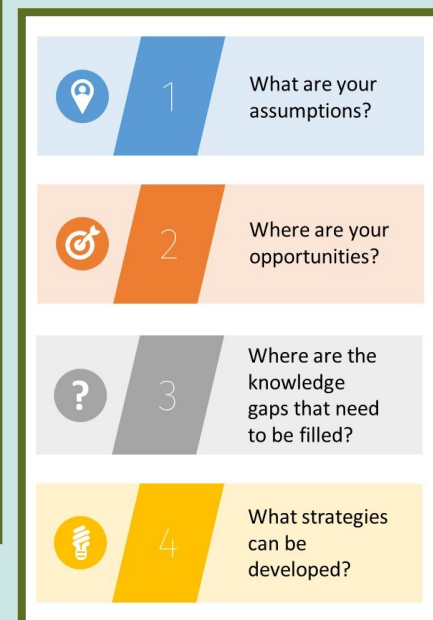 1
What are your
assumptions?
2
Where are your
opportunities?
?
3
Where are the
knowledge
gaps that need
to be filled?
4
What strategies
can be
developed?